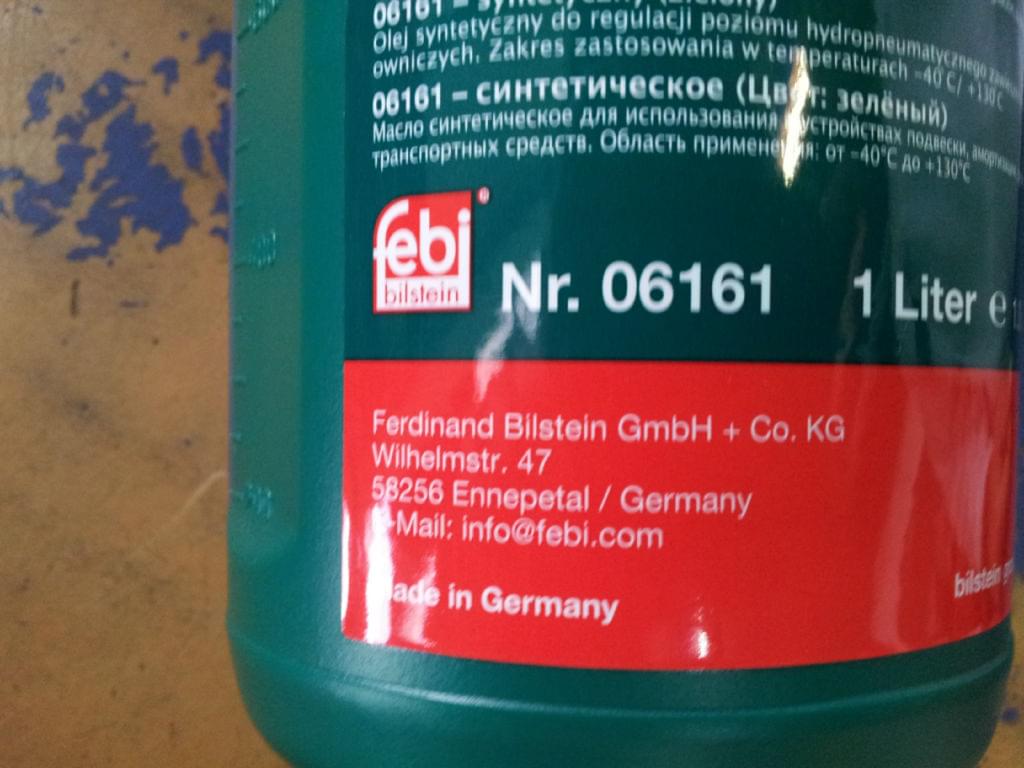 06161 – syntetyczny (zielony)
Olej syntetyczny do regulacji poziomu hydropneumatycznego
owniczych. Zakres zastosowania w temperaturach –40°C/ +130°C
06161 – синтетическое (Цвет: зелёный)
Масло синтетическое для использования устройствах подвески,
транспортных средств. Область применения: от –40°C до +130°C
febi®
bilstein
Nr. 06161 1 Liter ℮
Ferdinand Bilstein GmbH + Co. KG
Wilhelmstr. 47
58256 Ennepetal / Germany
E-Mail: info@febi.com
Made in Germany
bilstein